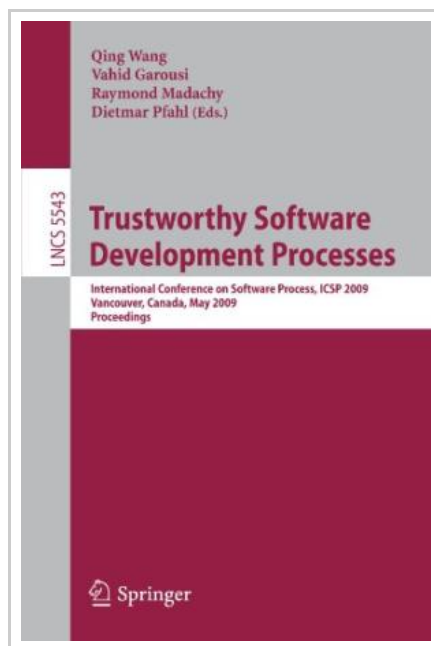 Qing Wang
Vahid Garousi
Raymond Madachy
Dietmar Pfahl (Eds.)
LNCS 5543
Trustworthy Software
Development Processes
International Conference on Software Process, ICSP 2009
Vancouver, Canada, May 2009
Proceedings
Springer